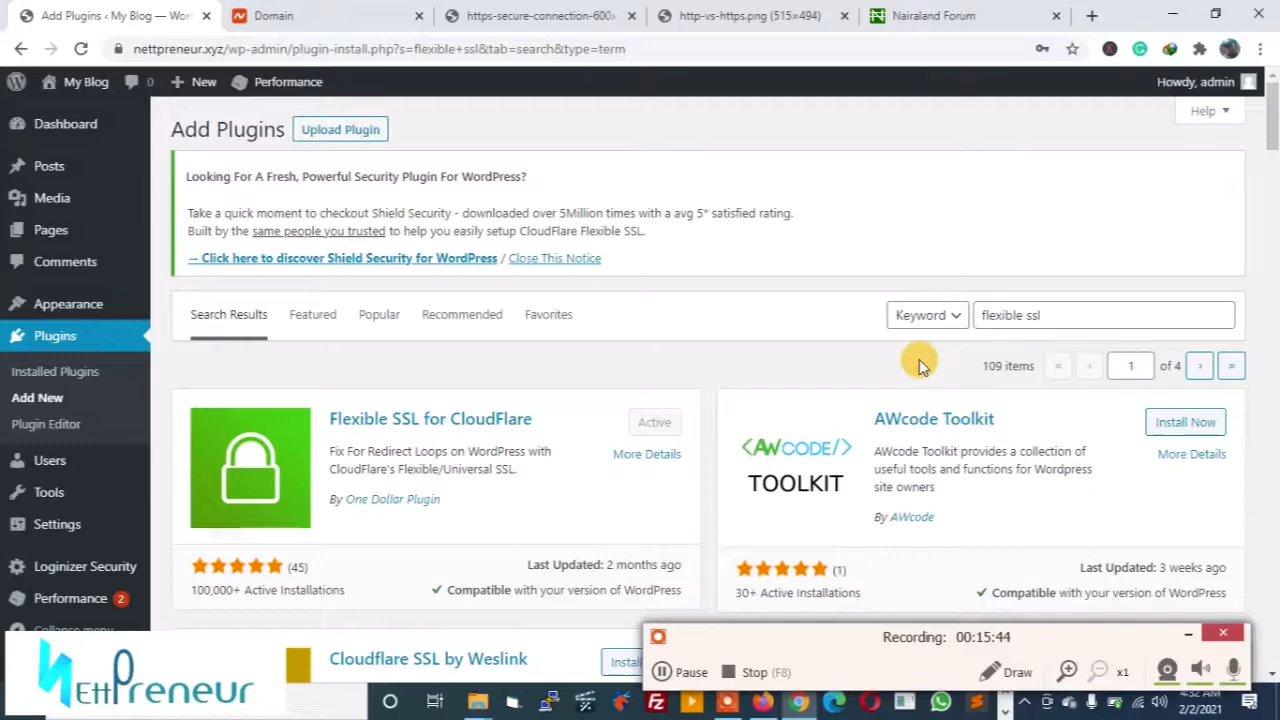 Add Plugins ‹ My Blog — Wor
Domain
https-secure-connection-600x
http-vs-https.png (515×494)
Nairaland Forum
nettpreneur.xyz/wp-admin/plugin-install.php?s=flexible+ssl&tab=search&type=term
My Blog
0
New
Performance
Howdy, admin
Help
Dashboard
Posts
Media
Pages
Comments
Appearance
Plugins
Installed Plugins
Add New
Plugin Editor
Users
Tools
Settings
Loginizer Security
Performance 2
Collapse menu
Add Plugins
Upload Plugin
Looking For A Fresh, Powerful Security Plugin For WordPress?
Take a quick moment to checkout Shield Security - downloaded over 5Million times with a avg 5* satisfied rating.
Built by the same people you trusted to help you easily setup CloudFlare Flexible SSL.
→ Click here to discover Shield Security for WordPress / Close This Notice
Search Results
Featured
Popular
Recommended
Favorites
Keyword
flexible ssl
109 items
«
‹
1
of 4
›
»
Flexible SSL for CloudFlare
Active
More Details
Fix For Redirect Loops on WordPress with
CloudFlare's Flexible/Universal SSL.
By One Dollar Plugin
(45)
100,000+ Active Installations
Last Updated: 2 months ago
Compatible with your version of WordPress
<AWCODE/>
TOOLKIT
AWcode Toolkit
Install Now
More Details
AWcode Toolkit provides a collection of
useful tools and functions for Wordpress
site owners
By AWcode
(1)
30+ Active Installations
Last Updated: 3 weeks ago
Compatible with your version of WordPress
Cloudflare SSL by Weslink
Instal
Recording: 00:15:44
Pause
Stop (F8)
Draw
x1
NEttPreneur
4:32 AM
2/2/2021